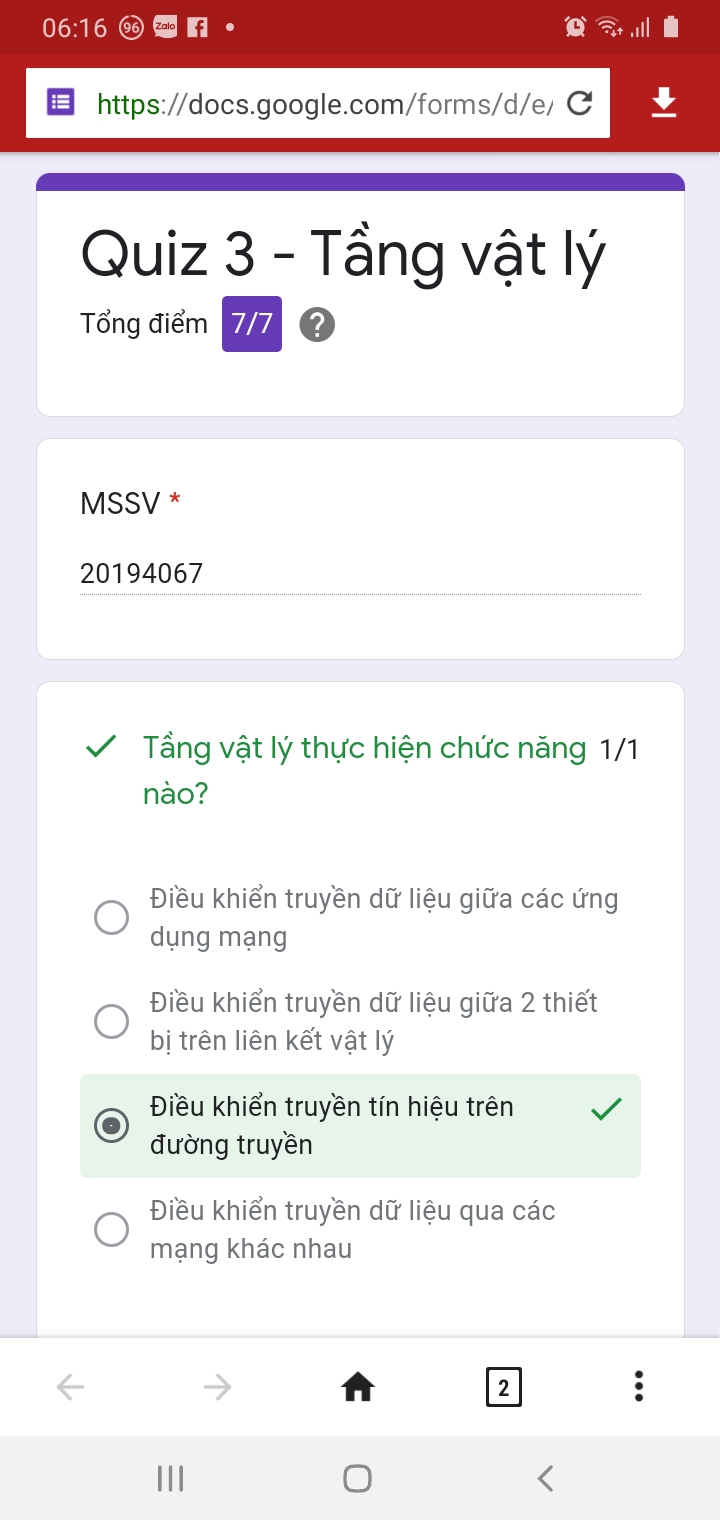 06:16 96 Zalo
https://docs.google.com/forms/d/e/
Quiz 3 - Tầng vật lý
Tổng điểm 7/7 ?
MSSV *
20194067
Tầng vật lý thực hiện chức năng 1/1
nào?
Điều khiển truyền dữ liệu giữa các ứng
dụng mạng
Điều khiển truyền dữ liệu giữa 2 thiết
bị trên liên kết vật lý
Điều khiển truyền tín hiệu trên
đường truyền
Điều khiển truyền dữ liệu qua các
mạng khác nhau
2